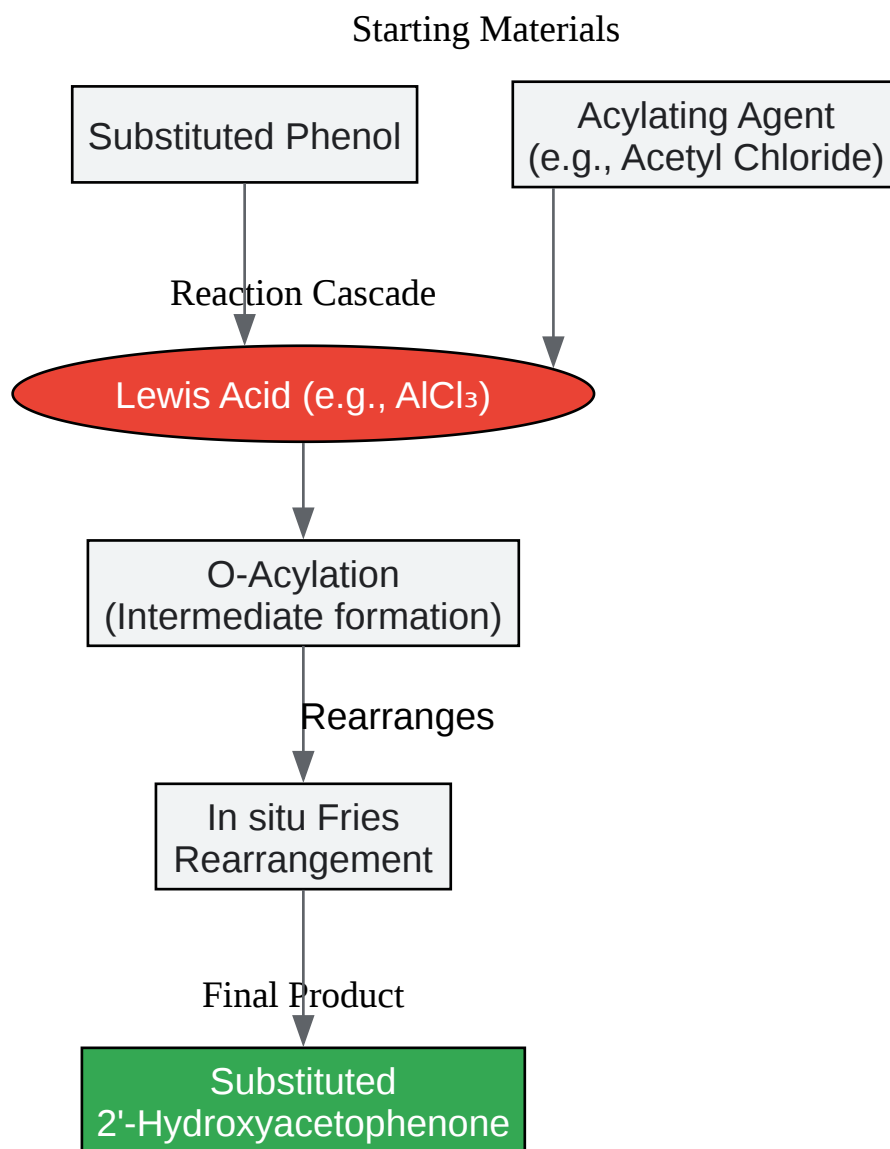 Starting Materials
Substituted Phenol
Acylating Agent
(e.g., Acetyl Chloride)
Reaction Cascade
Lewis Acid (e.g., AlCl₃)
O-Acylation
(Intermediate formation)
Rearranges
In situ Fries
Rearrangement
Final Product
Substituted
2'-Hydroxyacetophenone